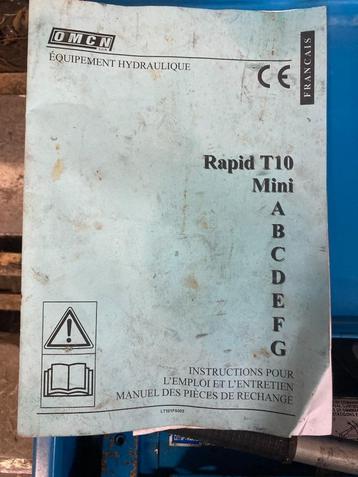 OMCN
ÉQUIPEMENT HYDRAULIQUE
CE
FRANCAIS
Rapid T10
Mini
A
B
C
D
E
F
G
INSTRUCTIONS POUR
L'EMPLOI ET L'ENTRETIEN
MANUEL DES PIÈCES DE RECHANGE